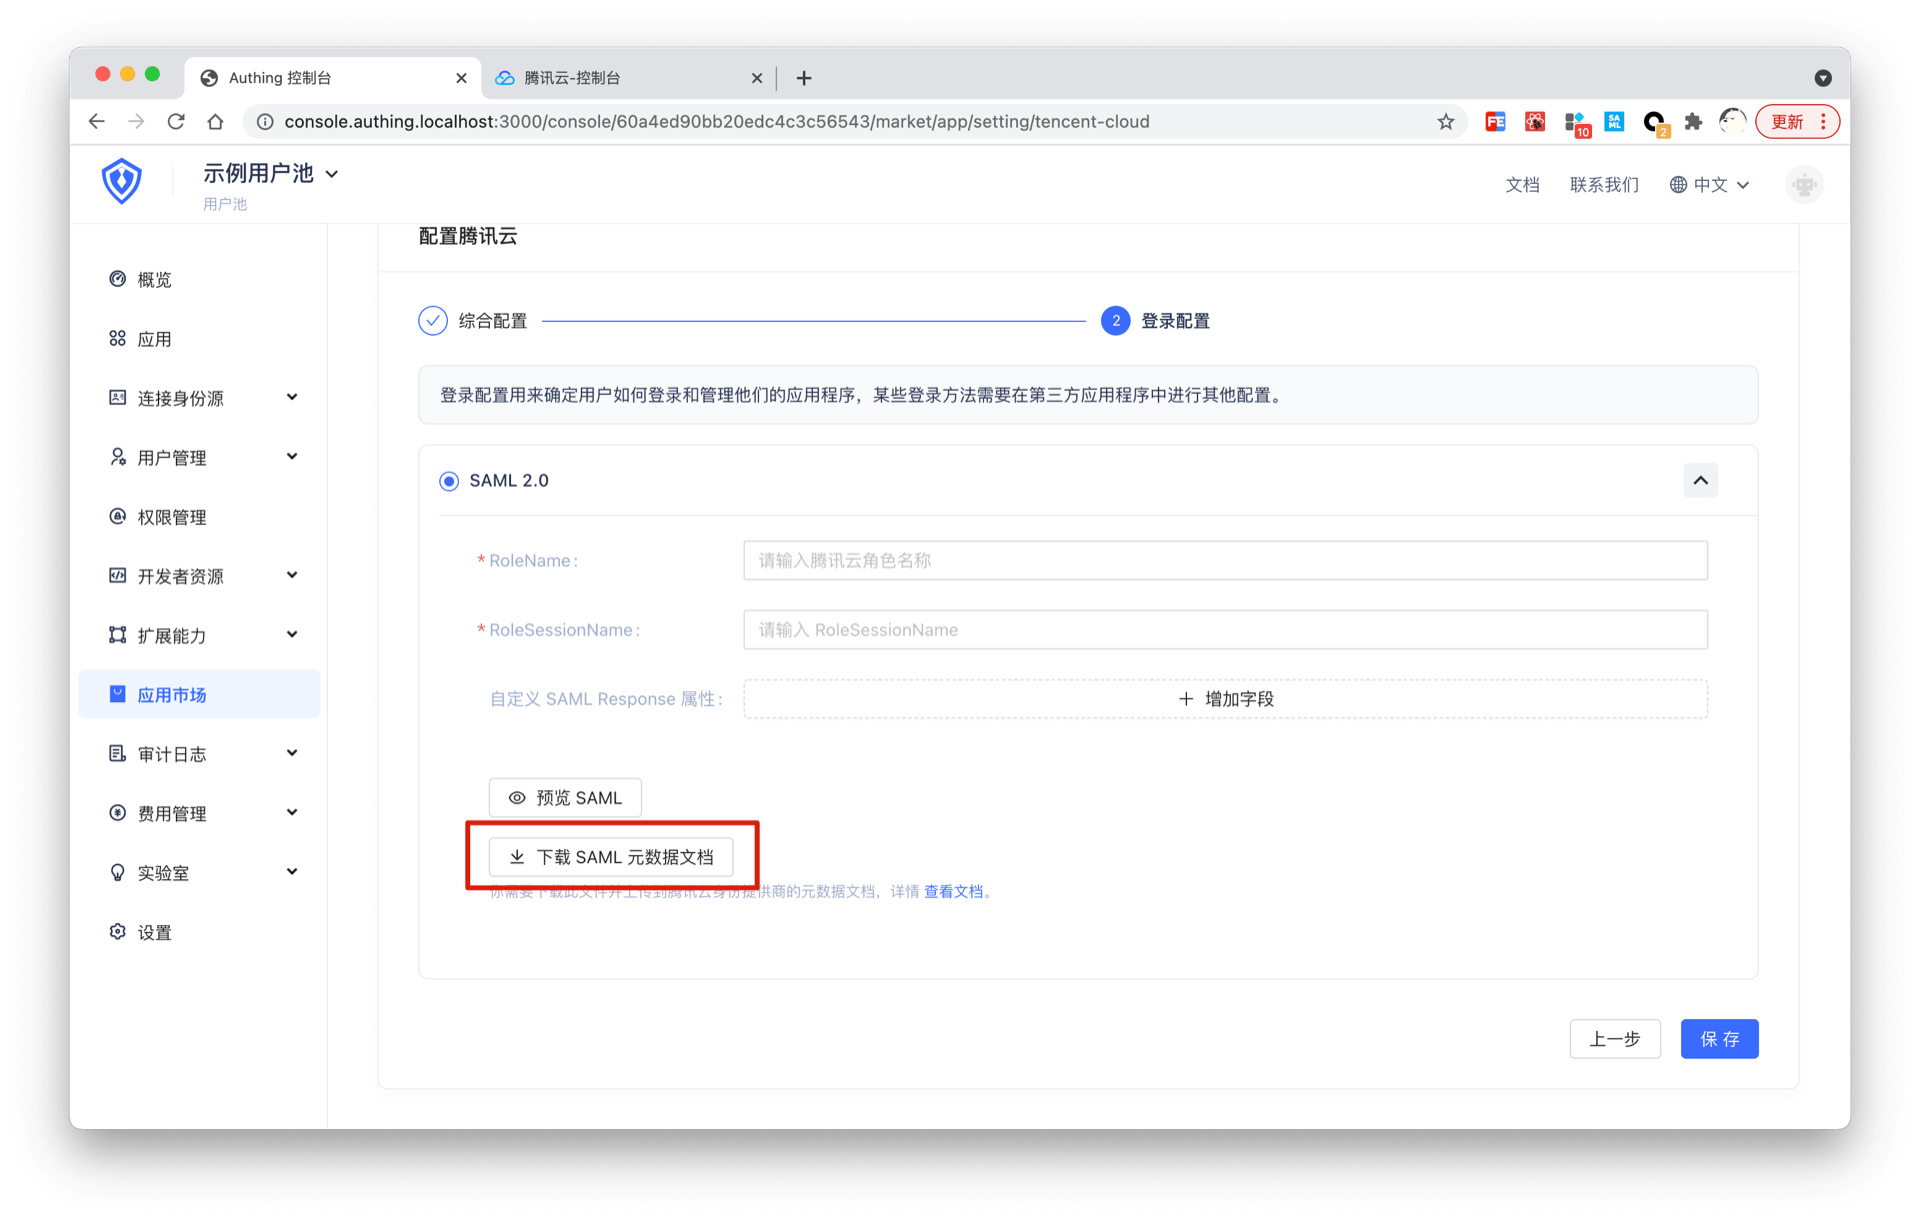 Authing 控制台
腾讯云-控制台
console.authing.localhost:3000/console/60a4ed90bb20edc4c3c56543/market/app/setting/tencent-cloud
FE
10
SA
ML
2
更新
示例用户池
用户池
文档
联系我们
中文
配置腾讯云
概览
应用
连接身份源
用户管理
权限管理
开发者资源
扩展能力
应用市场
审计日志
费用管理
实验室
设置
综合配置
2 登录配置
登录配置用来确定用户如何登录和管理他们的应用程序，某些登录方法需要在第三方应用程序中进行其他配置。
SAML 2.0
* RoleName :
请输入腾讯云角色名称
* RoleSessionName :
请输入 RoleSessionName
自定义 SAML Response 属性 :
+ 增加字段
预览 SAML
下载 SAML 元数据文档
你需要下载此文件并上传到腾讯云身份提供商的元数据文档，详情 查看文档。
上一步
保 存